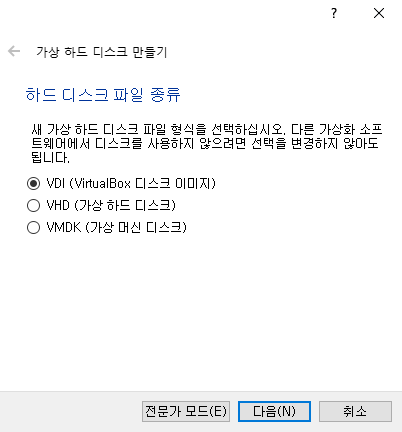 ?
가상 하드 디스크 만들기
하드 디스크 파일 종류
새 가상 하드 디스크 파일 형식을 선택하십시오. 다른 가상화 소프
트웨어에서 디스크를 사용하지 않으려면 선택을 변경하지 않아도
됩니다.
VDI (VirtualBox 디스크 이미지)
VHD (가상 하드 디스크)
VMDK (가상 머신 디스크)
전문가 모드(E) 다음(N) 취소